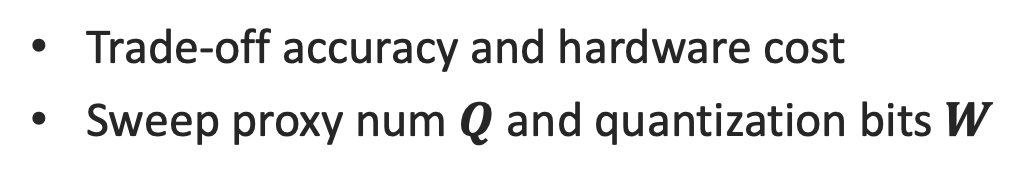 • Trade-off accuracy and hardware cost
• Sweep proxy num Q and quantization bits W